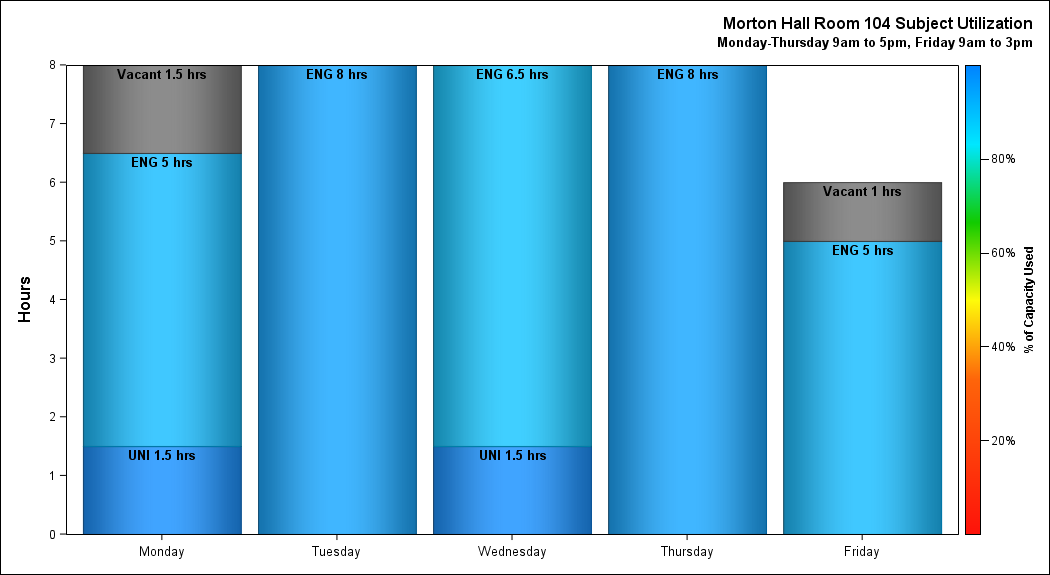 Morton Hall Room 104 Subject Utilization
Monday-Thursday 9am to 5pm, Friday 9am to 3pm
Hours
8
7
6
5
4
3
2
1
0
Vacant 1.5 hrs
ENG 5 hrs
UNI 1.5 hrs
ENG 8 hrs
ENG 6.5 hrs
UNI 1.5 hrs
ENG 8 hrs
Vacant 1 hrs
ENG 5 hrs
Monday
Tuesday
Wednesday
Thursday
Friday
80%
60%
40%
20%
% of Capacity Used